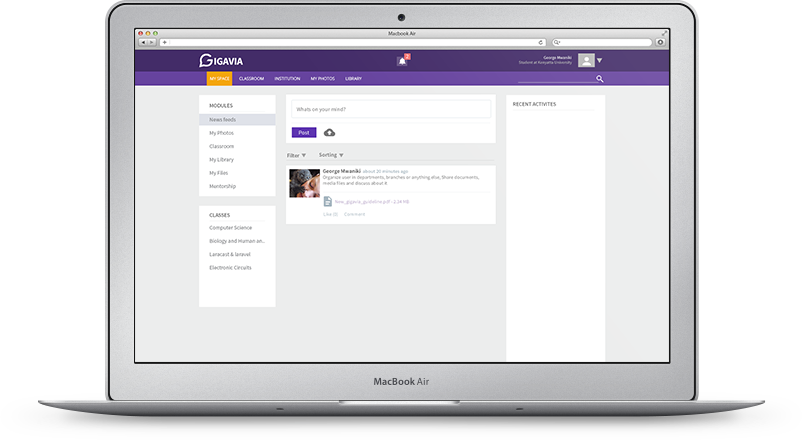 Macbook Air
GIGAVIA
George Mwaniki
Student at Kenyatta University
MY SPACE CLASSROOM INSTITUTION MY PHOTOS LIBRARY
MODULES
News feeds
My Photos
Classroom
My Library
My Files
Mentorship
CLASSES
Computer Science
Biology and Human an..
Laracast & laravel
Electronic Circuits
Whats on your mind?
Post
Filter Sorting
George Mwaniki about 20 minutes ago
Organize user in departments, branches or anything else, Share documents,
media files and discuss about it
New_gigavia_guideline.pdf - 2.34 MB
Like (0) Comment
RECENT ACTIVITES
MacBook Air